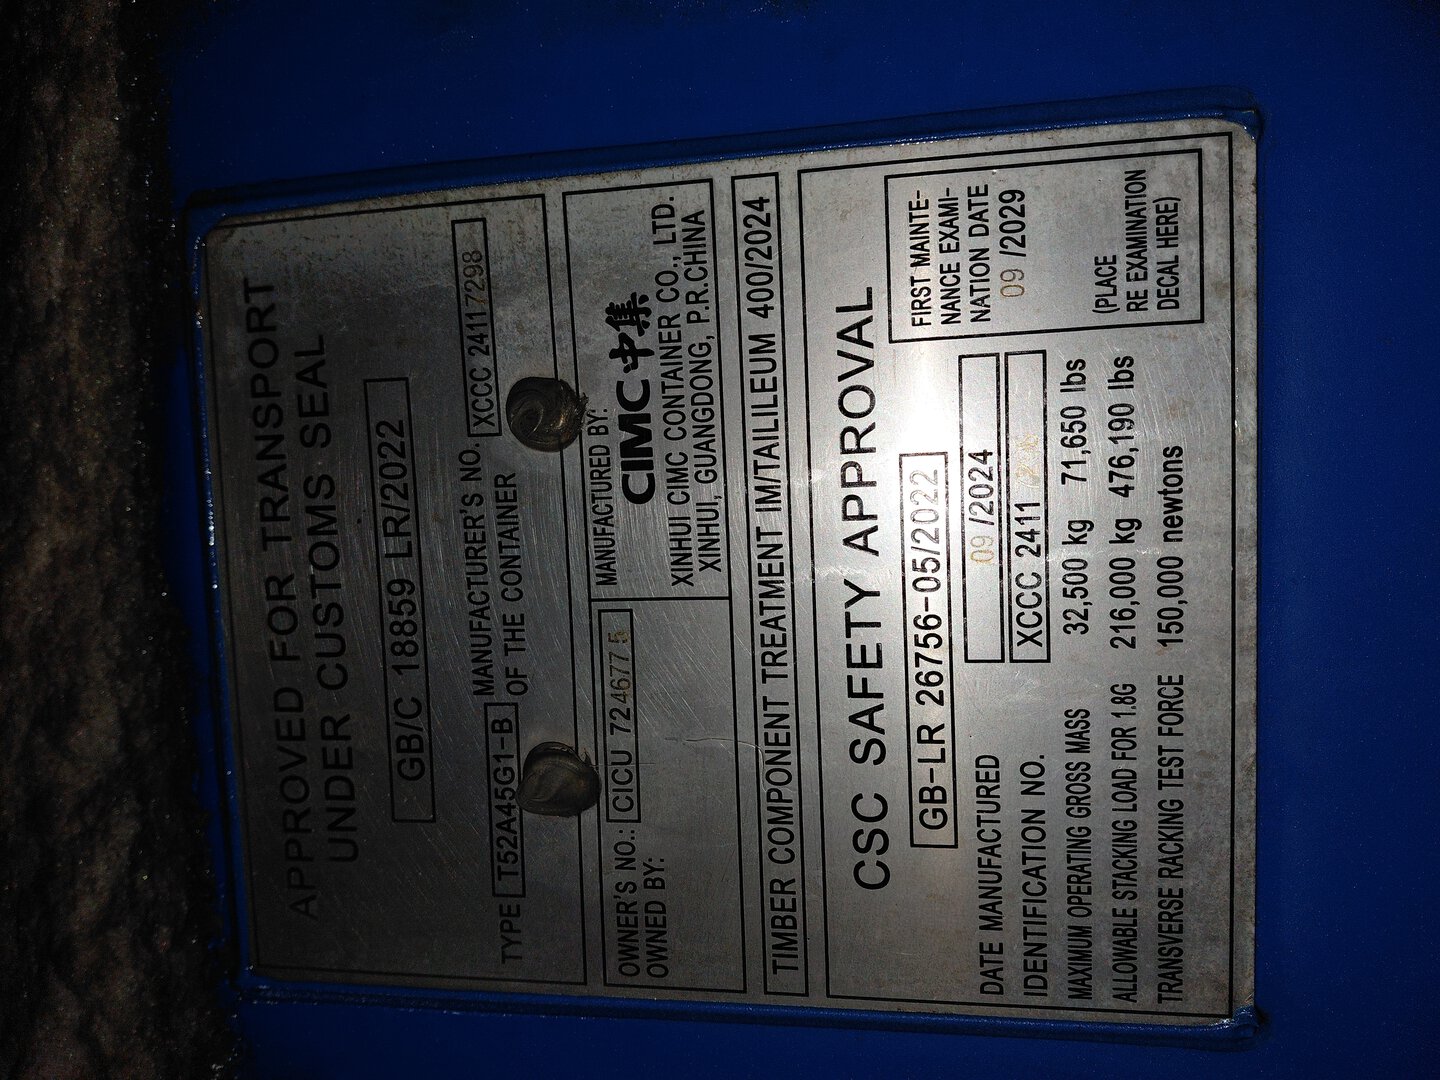 APPROVED FOR TRANSPORT
UNDER CUSTOMS SEAL
GB/C 18859 LR/2022
TYPE T52A45G1-B MANUFACTURER'S NO. OF THE CONTAINER XCCC 24117298
OWNER'S NO.: CICU 724677 5
OWNED BY:
MANUFACTURED BY:
CIMC 中集
XINHUI CIMC CONTAINER CO., LTD.
XINHUI, GUANGDONG, P.R.CHINA
TIMBER COMPONENT TREATMENT IM/TAILILEUM 400/2024
CSC SAFETY APPROVAL
GB-LR 26756-05/2022
DATE MANUFACTURED 09 /2024
IDENTIFICATION NO. XCCC 2411
MAXIMUM OPERATING GROSS MASS 32,500 kg 71,650 lbs
ALLOWABLE STACKING LOAD FOR 1.8G 216,000 kg 476,190 lbs
TRANSVERSE RACKING TEST FORCE 150,000 newtons
FIRST MAINTE-
NANCE EXAMI-
NATION DATE
09 /2029
(PLACE
RE EXAMINATION
DECAL HERE)